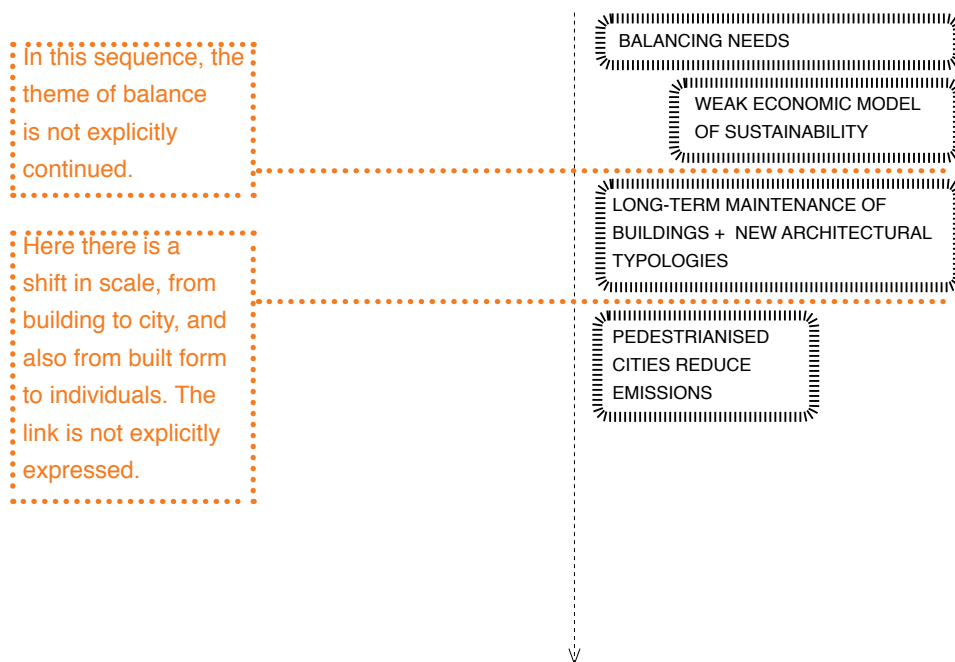 In this sequence, the
theme of balance
is not explicitly
continued.
Here there is a
shift in scale, from
building to city, and
also from built form
to individuals. The
link is not explicitly
expressed.
BALANCING NEEDS
WEAK ECONOMIC MODEL
OF SUSTAINABILITY
LONG-TERM MAINTENANCE OF
BUILDINGS + NEW ARCHITECTURAL
TYPOLOGIES
PEDESTRIANISED
CITIES REDUCE
EMISSIONS